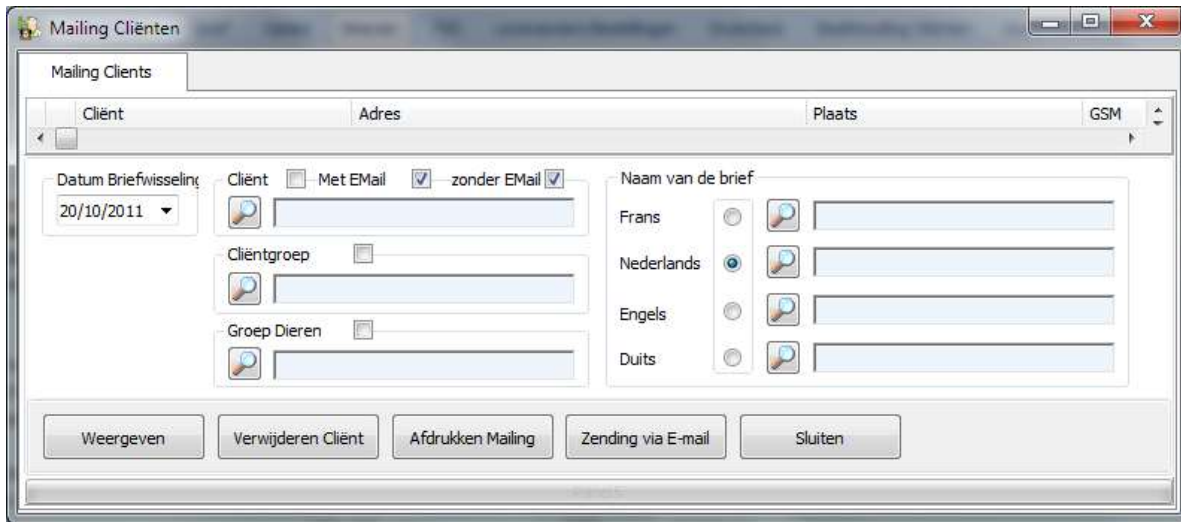 Mailing Cliënten
Mailing Clients
Cliënt Adres Plaats GSM
Datum Briefwisseling
20/10/2011
Cliënt Met EMail zonder EMail
Cliëntgroep
Groep Dieren
Naam van de brief
Frans
Nederlands
Engels
Duits
Weergeven Verwijderen Cliënt Afdrukken Mailing Zending via E-mail Sluiten